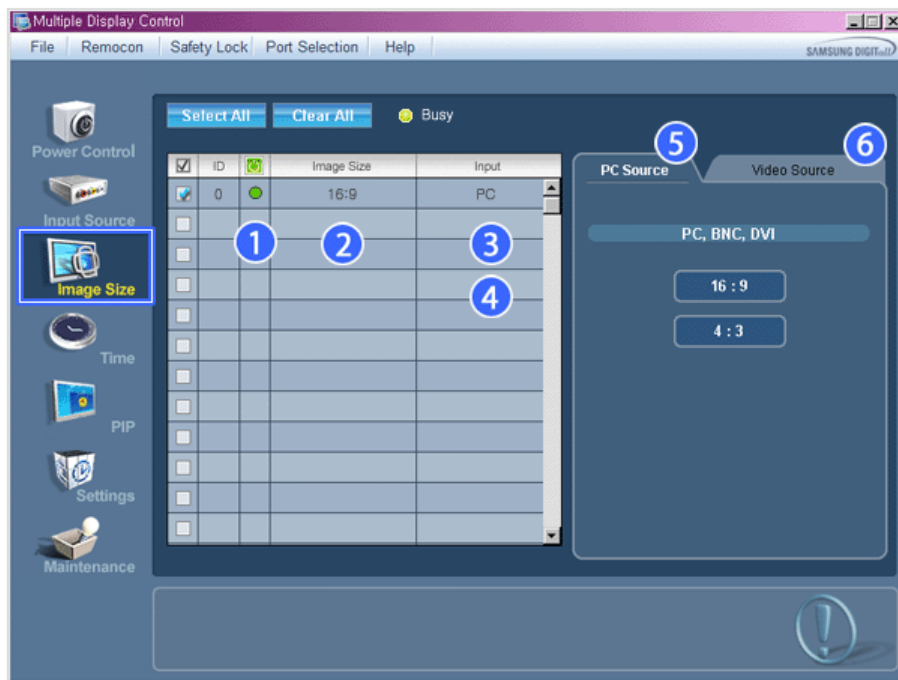 Multiple Display Control
File Remocon Safety Lock Port Selection Help
SAMSUNG DIGITall
Select All Clear All Busy
Power Control
Input Source
Image Size
Time
PIP
Settings
Maintenance
ID Image Size Input
0 16:9 PC
1 2 3
4
5 6
PC Source Video Source
PC, BNC, DVI
16 : 9
4 : 3